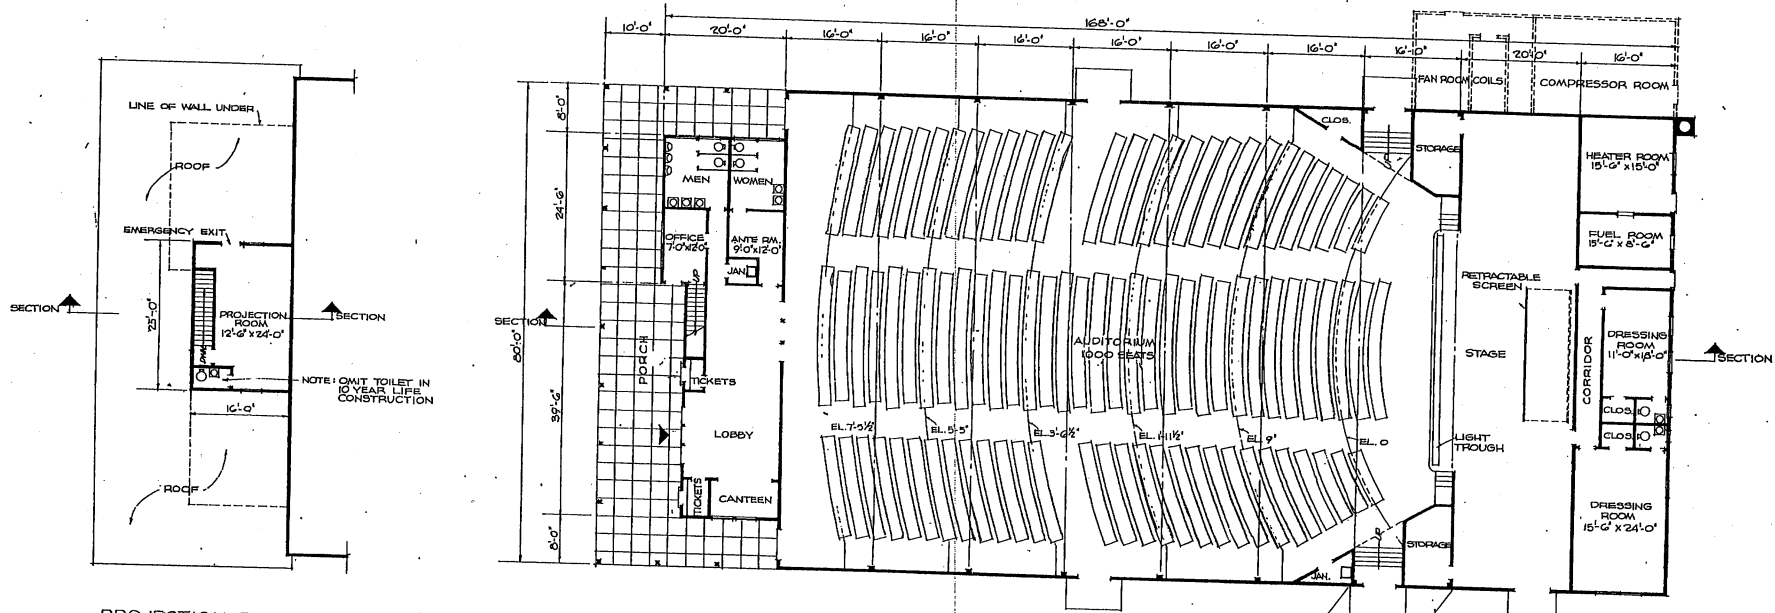 168'-0"
10'-0"
20'-0"
16'-0"
16'-0"
16'-0"
16'-0"
16'-0"
16'-0"
16'-10"
20'-0"
16'-0"
FAN ROOM
COILS
COMPRESSOR ROOM
LINE OF WALL UNDER
ROOF
EMERGENCY EXIT
SECTION
25'-0"
PROJECTION
ROOM
12'-6" X 24'-0"
SECTION
DN.
NOTE: OMIT TOILET IN
10 YEAR LIFE
CONSTRUCTION
16'-0"
ROOF
8'-0"
24'-6"
39'-6"
8'-0"
80'-0"
SECTION
PORCH
MEN
WOMEN
OFFICE
7'-0"X12'-0"
ANTE RM.
9'-0"X12'-0"
JAN.
UP
TICKETS
LOBBY
TICKETS
CANTEEN
AUDITORIUM
1000 SEATS
EL. 7'-5½"
EL. 5'-5"
EL. 3'-6½"
EL. 1'-11½"
EL. 9"
EL. 0
CLOS.
STORAGE
HEATER ROOM
15'-6"X15'-0"
FUEL ROOM
15'-6" X 8'-6"
RETRACTABLE
SCREEN
STAGE
CORRIDOR
DRESSING
ROOM
11'-0"X18'-0"
SECTION
CLOS.
CLOS.
LIGHT
TROUGH
DRESSING
ROOM
15'-6" X 24'-0"
STORAGE
UP
JAN.